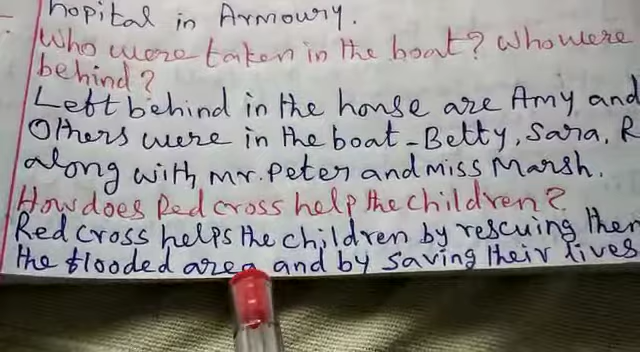 hopital in Armoury.
Who were taken in the boat? Who were
behind?
Left behind in the house are Amy and
Others were in the boat - Betty, Sara, R
along with Mr. Peter and Miss Marsh.
How does Red cross help the children?
Red cross helps the children by rescuing them
the flooded area and by saving their lives